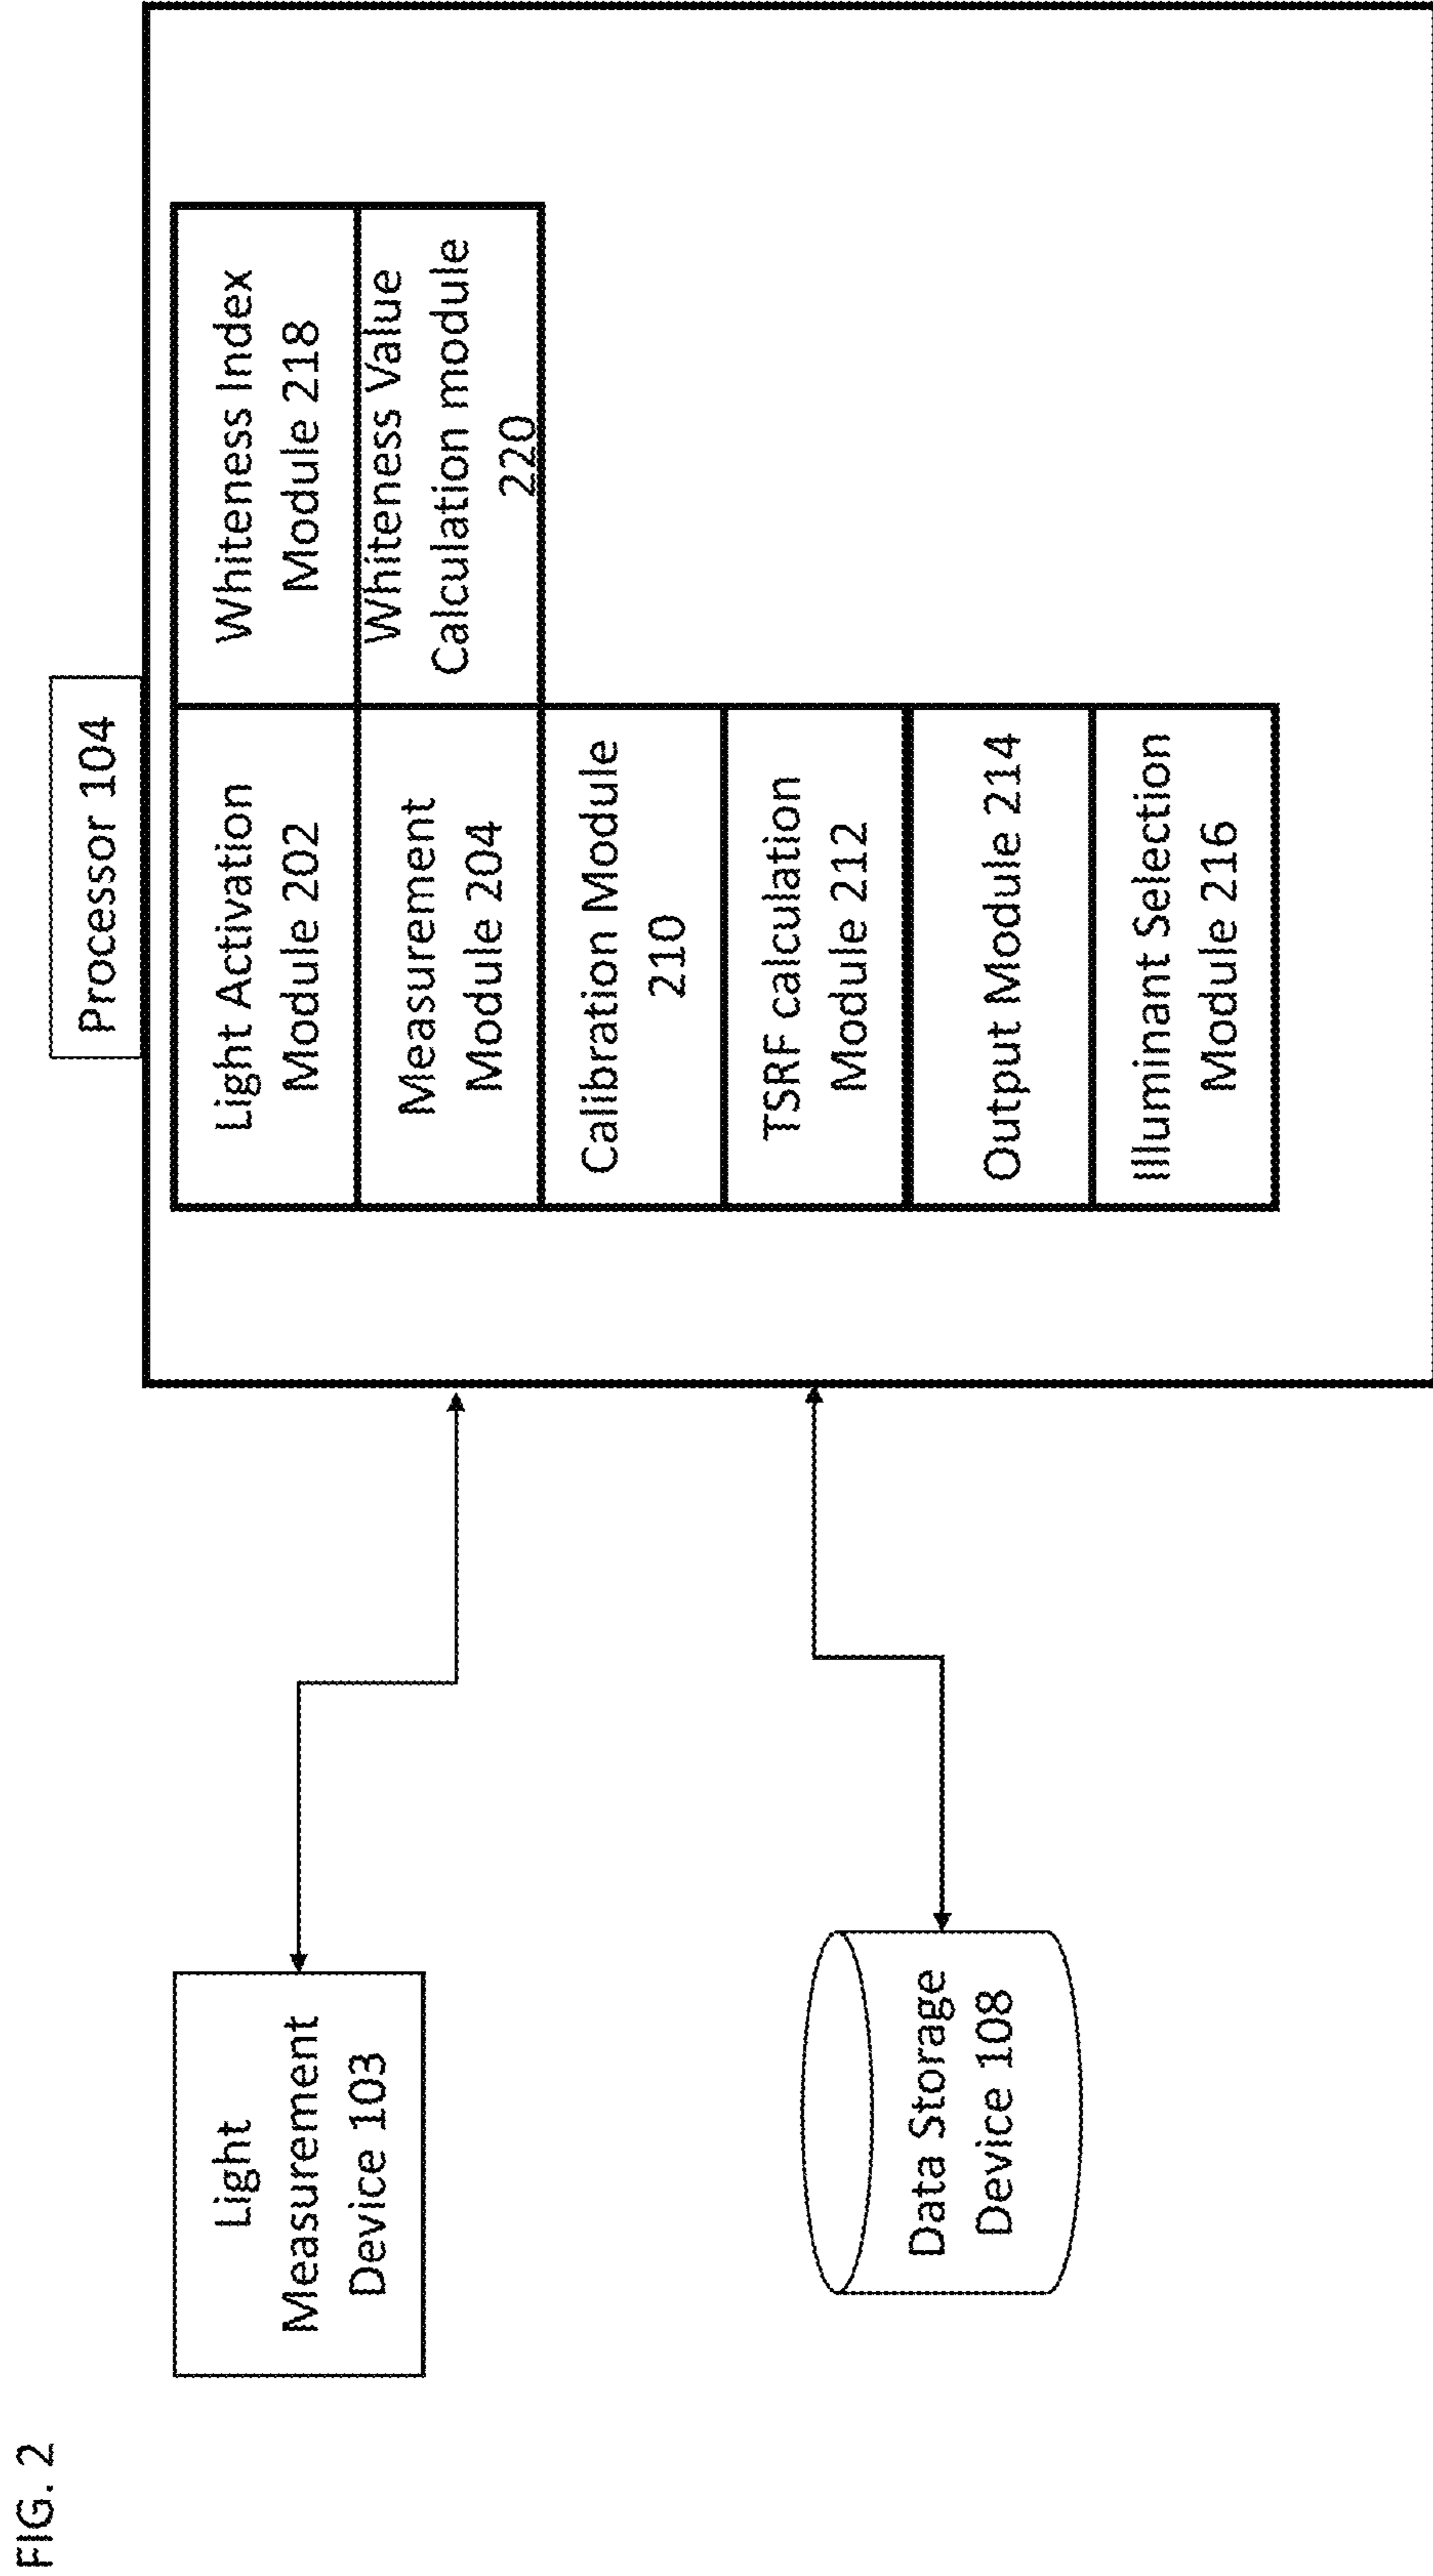 FIG. 2
Processor 104
Light
Measurement
Device 103
Data Storage
Device 108
Light Activation
Module 202
Measurement
Module 204
Calibration Module
210
TSRF calculation
Module 212
Output Module 214
Illuminant Selection
Module 216
Whiteness Index
Module 218
Whiteness Value
Calculation module
220